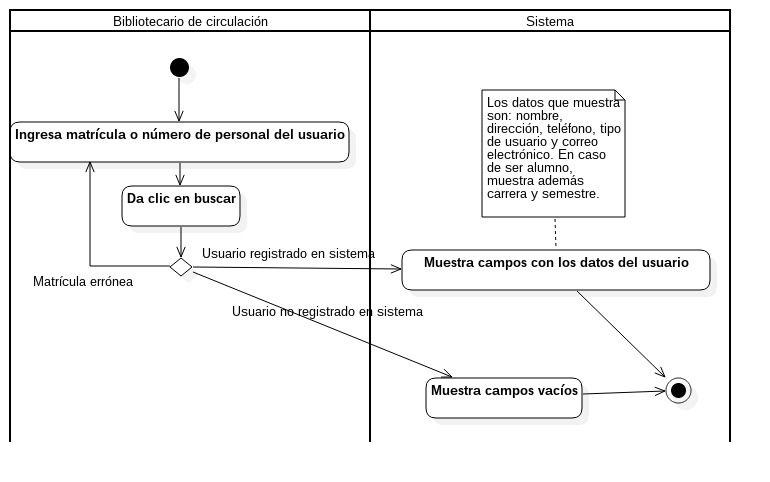 Bibliotecario de circulación
Sistema
Los datos que muestra
son: nombre,
dirección, teléfono, tipo
de usuario y correo
electrónico. En caso
de ser alumno,
muestra además
carrera y semestre.
Ingresa matrícula o número de personal del usuario
Da clic en buscar
Usuario registrado en sistema
Muestra campos con los datos del usuario
Matrícula errónea
Usuario no registrado en sistema
Muestra campos vacíos